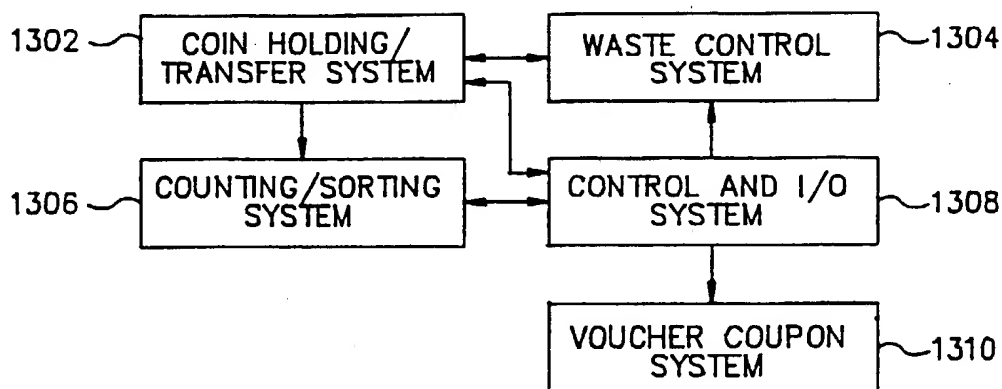 1302
COIN HOLDING/
TRANSFER SYSTEM
WASTE CONTROL
SYSTEM
1304
1306
COUNTING/SORTING
SYSTEM
CONTROL AND I/O
SYSTEM
1308
VOUCHER COUPON
SYSTEM
1310